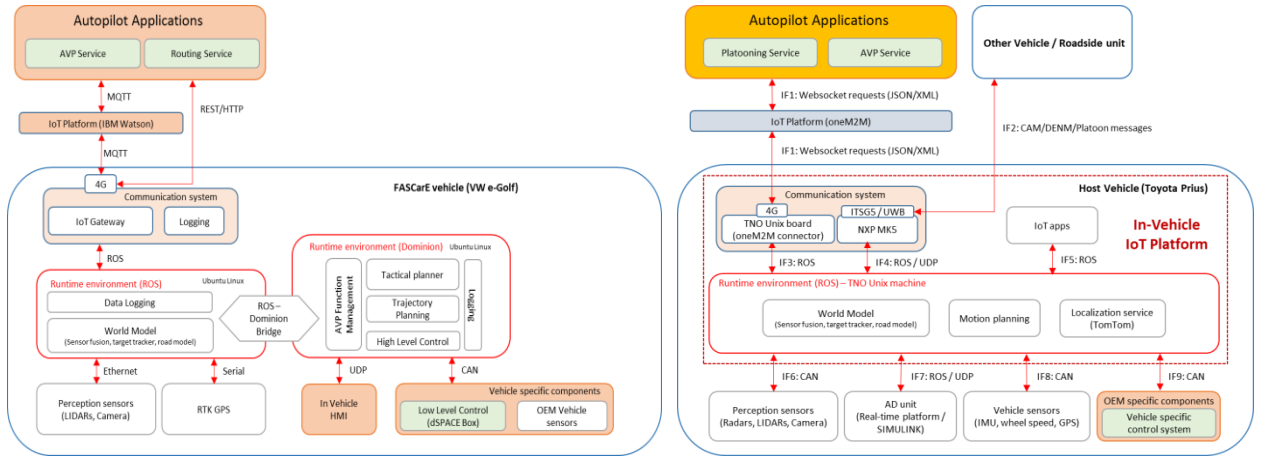 Autopilot Applications
AVP Service
Routing Service
MQTT
REST/HTTP
IoT Platform (IBM Watson)
MQTT
4G
FASCarE vehicle (VW e-Golf)
Communication system
IoT Gateway
Logging
ROS
Runtime environment (ROS)
Ubuntu Linux
Data Logging
World Model
(Sensor fusion, target tracker, road model)
ROS –
Dominion
Bridge
Runtime environment (Dominion)
Ubuntu Linux
AVP Function
Management
Tactical planner
Trajectory
Planning
High Level Control
Logging
Ethernet
Serial
UDP
CAN
Perception sensors
(LIDARs, Camera)
RTK GPS
In Vehicle
HMI
Vehicle specific components
Low Level Control
(dSPACE Box)
OEM Vehicle
sensors
Autopilot Applications
Platooning Service
AVP Service
Other Vehicle / Roadside unit
IF1: Websocket requests (JSON/XML)
IoT Platform (oneM2M)
IF2: CAM/DENM/Platoon messages
IF1: Websocket requests (JSON/XML)
Host Vehicle (Toyota Prius)
Communication system
4G
TNO Unix board
(oneM2M connector)
ITSG5 / UWB
NXP MK5
IoT apps
In-Vehicle
IoT Platform
IF3: ROS
IF4: ROS / UDP
IF5: ROS
Runtime environment (ROS) – TNO Unix machine
World Model
(Sensor fusion, target tracker, road model)
Motion planning
Localization service
(TomTom)
IF6: CAN
IF7: ROS / UDP
IF8: CAN
IF9: CAN
Perception sensors
(Radars, LIDARs, Camera)
AD unit
(Real-time platform /
SIMULINK)
Vehicle sensors
(IMU, wheel speed, GPS)
OEM specific components
Vehicle specific
control system